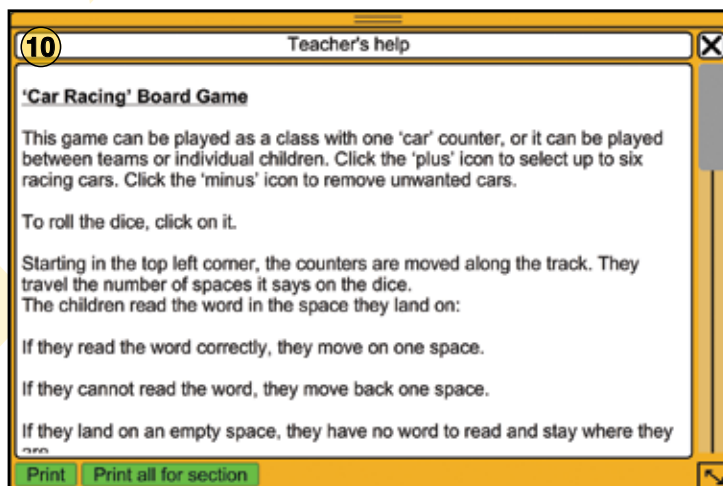 10
Teacher's help
'Car Racing' Board Game
This game can be played as a class with one 'car' counter, or it can be played
between teams or individual children. Click the 'plus' icon to select up to six
racing cars. Click the 'minus' icon to remove unwanted cars.
To roll the dice, click on it.
Starting in the top left corner, the counters are moved along the track. They
travel the number of spaces it says on the dice.
The children read the word in the space they land on:
If they read the word correctly, they move on one space.
If they cannot read the word, they move back one space.
If they land on an empty space, they have no word to read and stay where they
are
Print
Print all for section